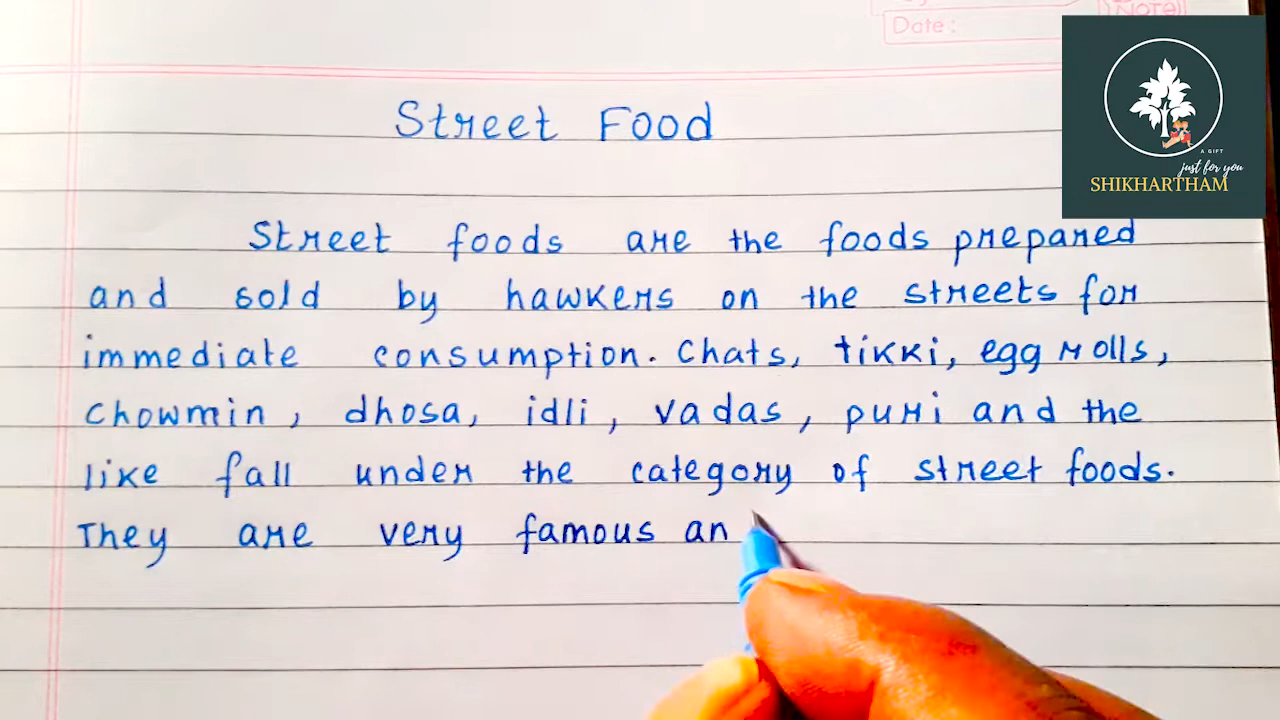 NOTE
Date:
A GIFT
just for you
SHIKHARTHAM
Street Food
Street foods are the foods prepared
and sold by hawkers on the streets for
immediate consumption. Chats, tikki, egg rolls,
chowmin, dhosa, idli, vadas, puri and the
like fall under the category of street foods.
They are very famous an